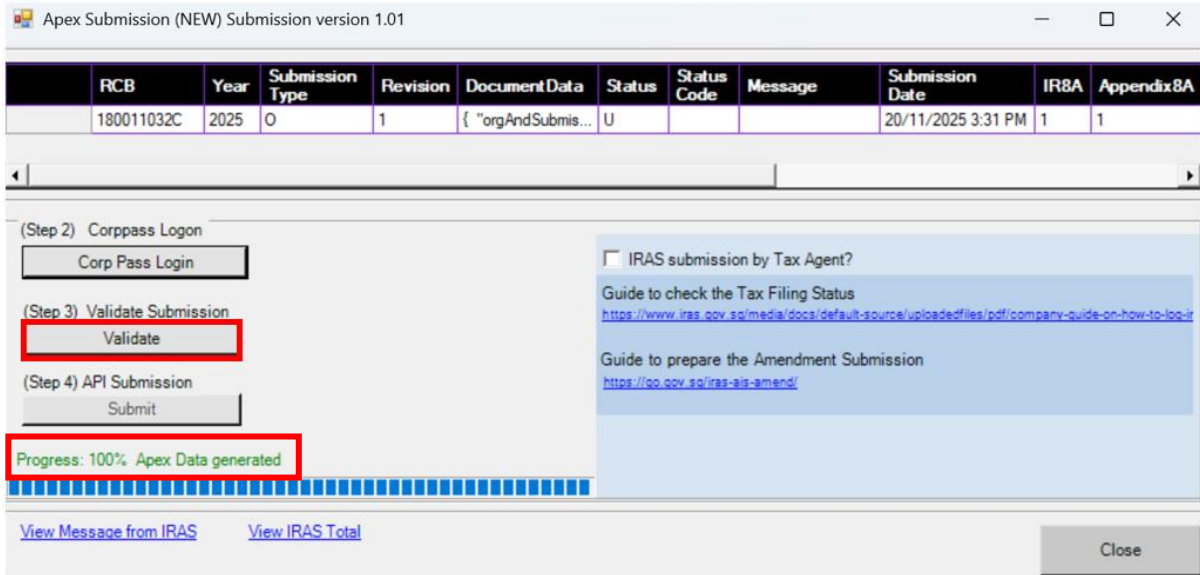 Apex Submission (NEW) Submission version 1.01
RCB Year Submission Type Revision DocumentData Status Status Code Message Submission Date IR8A Appendix8A
180011032C 2025 O 1 { "orgAndSubmis... U 20/11/2025 3:31 PM 1 1
(Step 2) Corppass Logon
Corp Pass Login
(Step 3) Validate Submission
Validate
(Step 4) API Submission
Submit
Progress: 100% Apex Data generated
IRAS submission by Tax Agent?
Guide to check the Tax Filing Status
https://www.iras.gov.sg/media/docs/default-source/uploadedfiles/pdf/company-guide-on-how-to-log-ir
Guide to prepare the Amendment Submission
https://go.gov.sg/iras-ais-amend/
View Message from IRAS View IRAS Total
Close